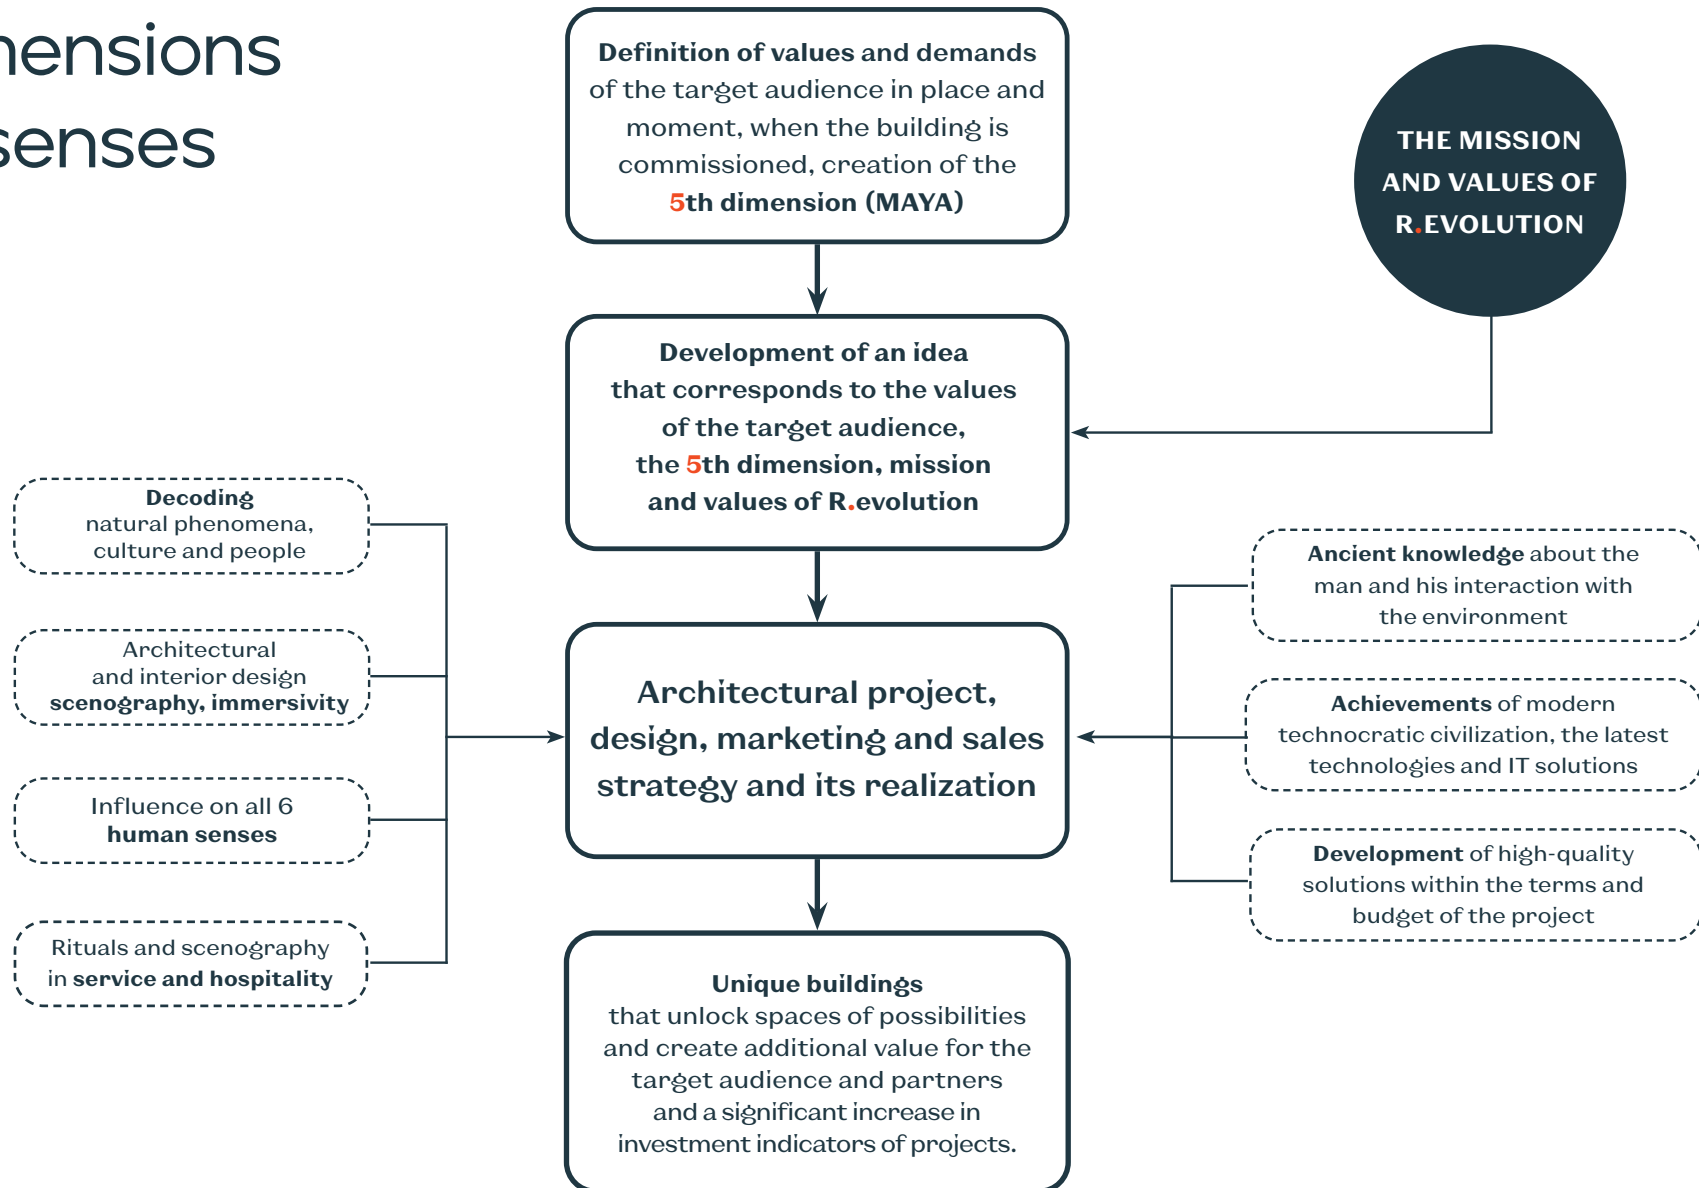 mensions
senses
Definition of values and demands
of the target audience in place and
moment, when the building is
commissioned, creation of the
5th dimension (MAYA)
THE MISSION
AND VALUES OF
R.EVOLUTION
Development of an idea
that corresponds to the values
of the target audience,
the 5th dimension, mission
and values of R.evolution
Decoding
natural phenomena,
culture and people
Architectural
and interior design
scenography, immersivity
Influence on all 6
human senses
Rituals and scenography
in service and hospitality
Architectural project,
design, marketing and sales
strategy and its realization
Ancient knowledge about the
man and his interaction with
the environment
Achievements of modern
technocratic civilization, the latest
technologies and IT solutions
Development of high-quality
solutions within the terms and
budget of the project
Unique buildings
that unlock spaces of possibilities
and create additional value for the
target audience and partners
and a significant increase in
investment indicators of projects.